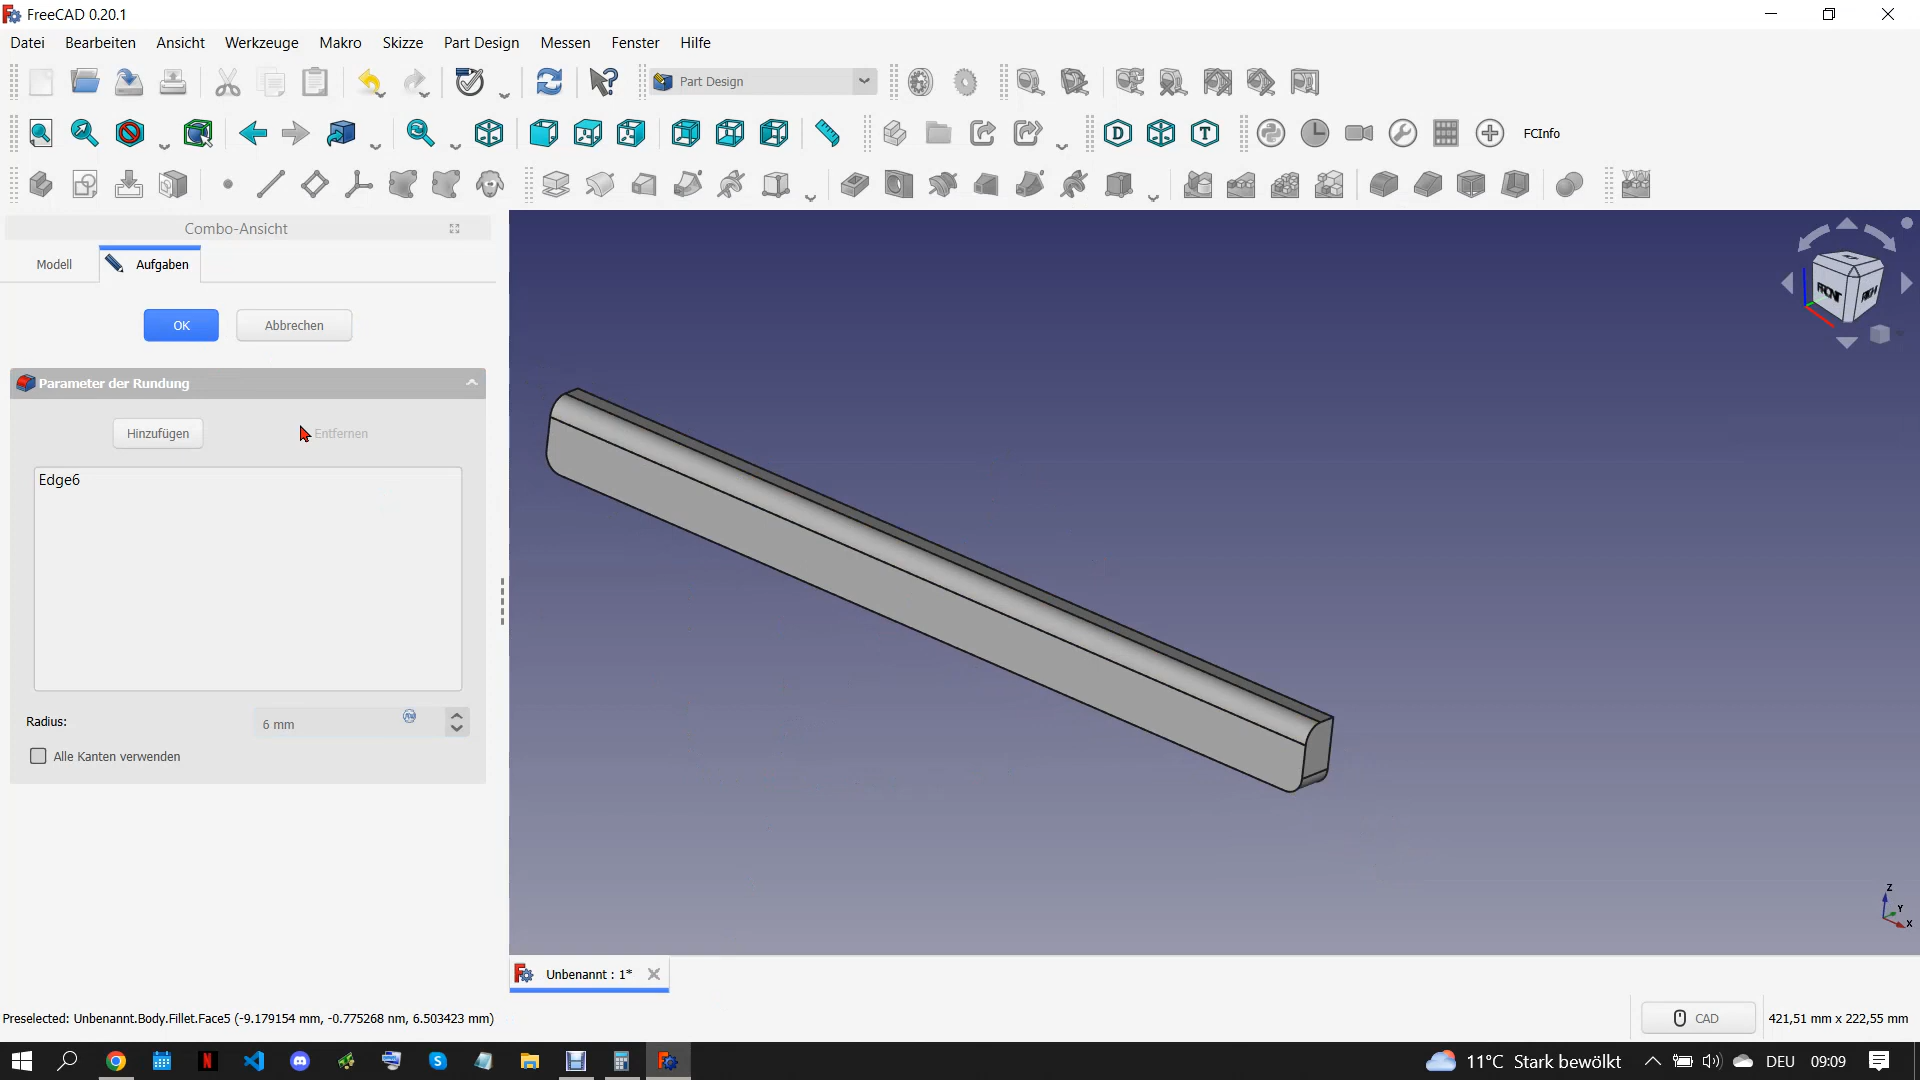 FreeCAD 0.20.1
Datei Bearbeiten Ansicht Werkzeuge Makro Skizze Part Design Messen Fenster Hilfe
Part Design
D T FCInfo
Combo-Ansicht
Modell Aufgaben
OK Abbrechen
Parameter der Rundung
Hinzufügen Entfernen
Edge6
Radius: 6 mm
Alle Kanten verwenden
FRONT RIGHT
Z
Y
X
Unbenannt : 1*
Preselected: Unbenannt.Body.Fillet.Face5 (-9.179154 mm, -0.775268 nm, 6.503423 mm)
CAD 421,51 mm x 222,55 mm
11°C Stark bewölkt DEU 09:09